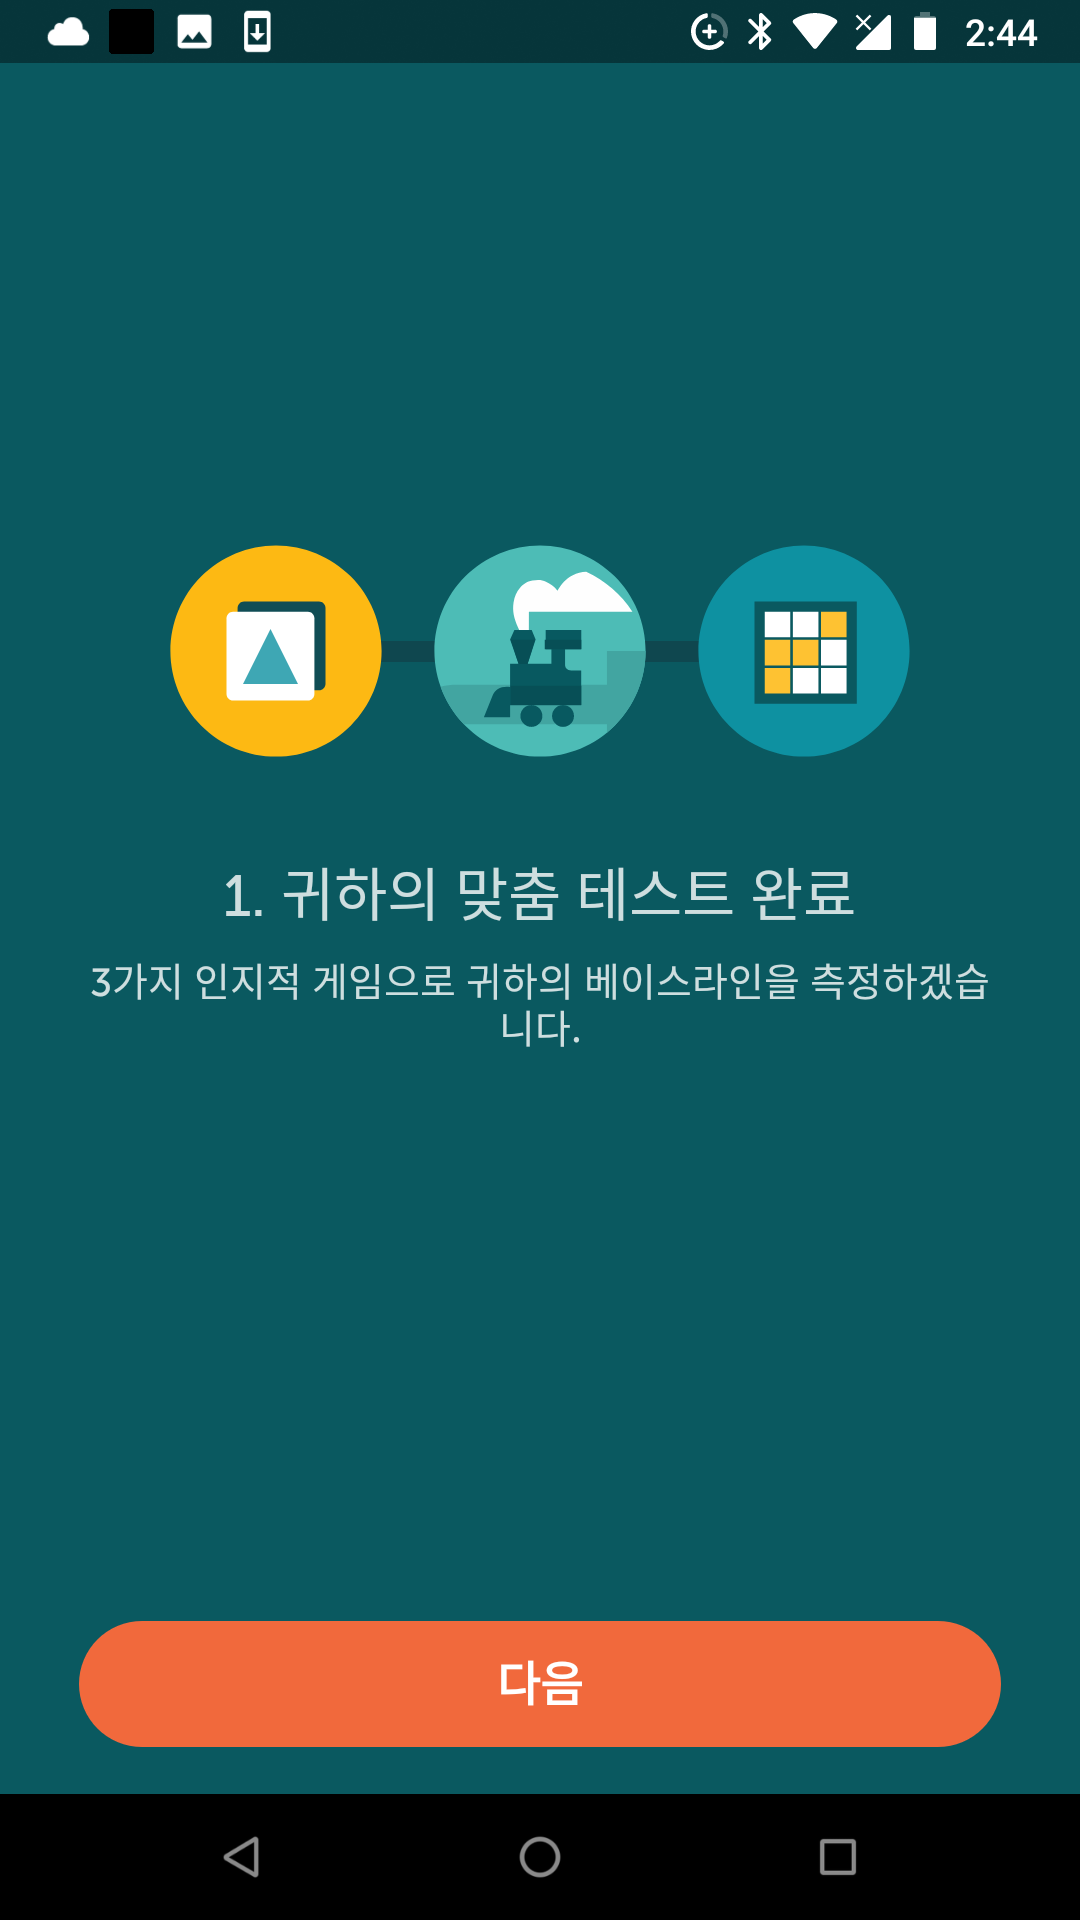 2:44
1. 귀하의 맞춤 테스트 완료
3가지 인지적 게임으로 귀하의 베이스라인을 측정하겠습
니다.
다음